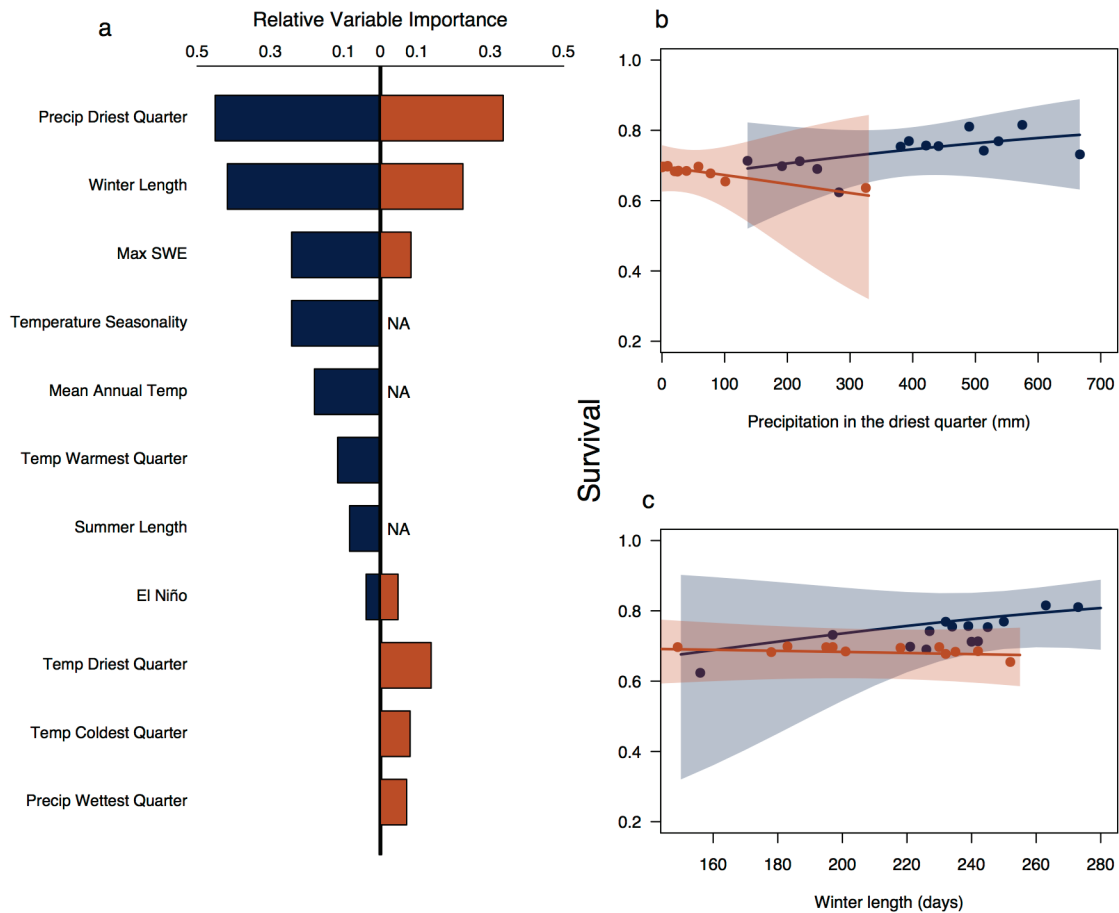 a
Relative Variable Importance
0.5 0.3 0.1 0 0.1 0.3 0.5
Precip Driest Quarter
Winter Length
Max SWE
Temperature Seasonality NA
Mean Annual Temp NA
Temp Warmest Quarter
Summer Length NA
El Niño
Temp Driest Quarter
Temp Coldest Quarter
Precip Wettest Quarter
Survival
b
1.0
0.8
0.6
0.4
0.2
0 100 200 300 400 500 600 700
Precipitation in the driest quarter (mm)
c
1.0
0.8
0.6
0.4
0.2
160 180 200 220 240 260 280
Winter length (days)